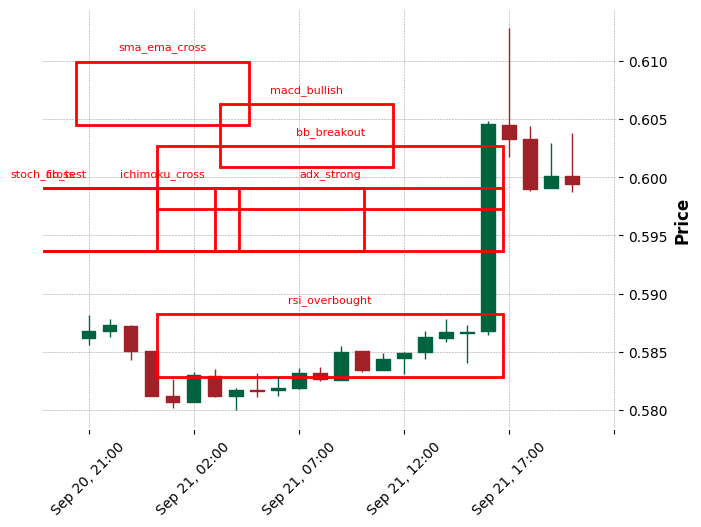 sma_ema_cross
macd_bullish
bb_breakout
stoch_cross
fib_test
ichimoku_cross
adx_strong
rsi_overbought
0.610
0.605
0.600
0.595
0.590
0.585
0.580
Price
Sep 20, 21:00
Sep 21, 02:00
Sep 21, 07:00
Sep 21, 12:00
Sep 21, 17:00